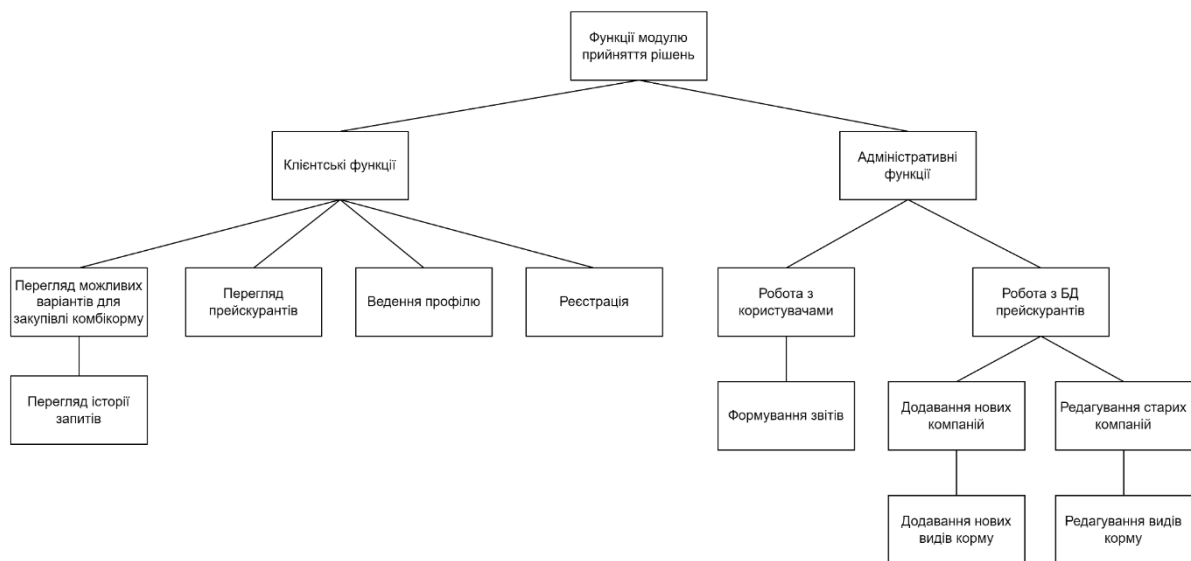 Функції модулю
прийняття рішень
Клієнтські функції
Адміністративні
функції
Перегляд можливих
варіантів для
закупівлі комбікорму
Перегляд
прейскурантів
Ведення профілю
Реєстрація
Робота з
користувачами
Робота з БД
прейскурантів
Перегляд історії
запитів
Формування звітів
Додавання нових
компаній
Редагування старих
компаній
Додавання нових
видів корму
Редагування видів
корму